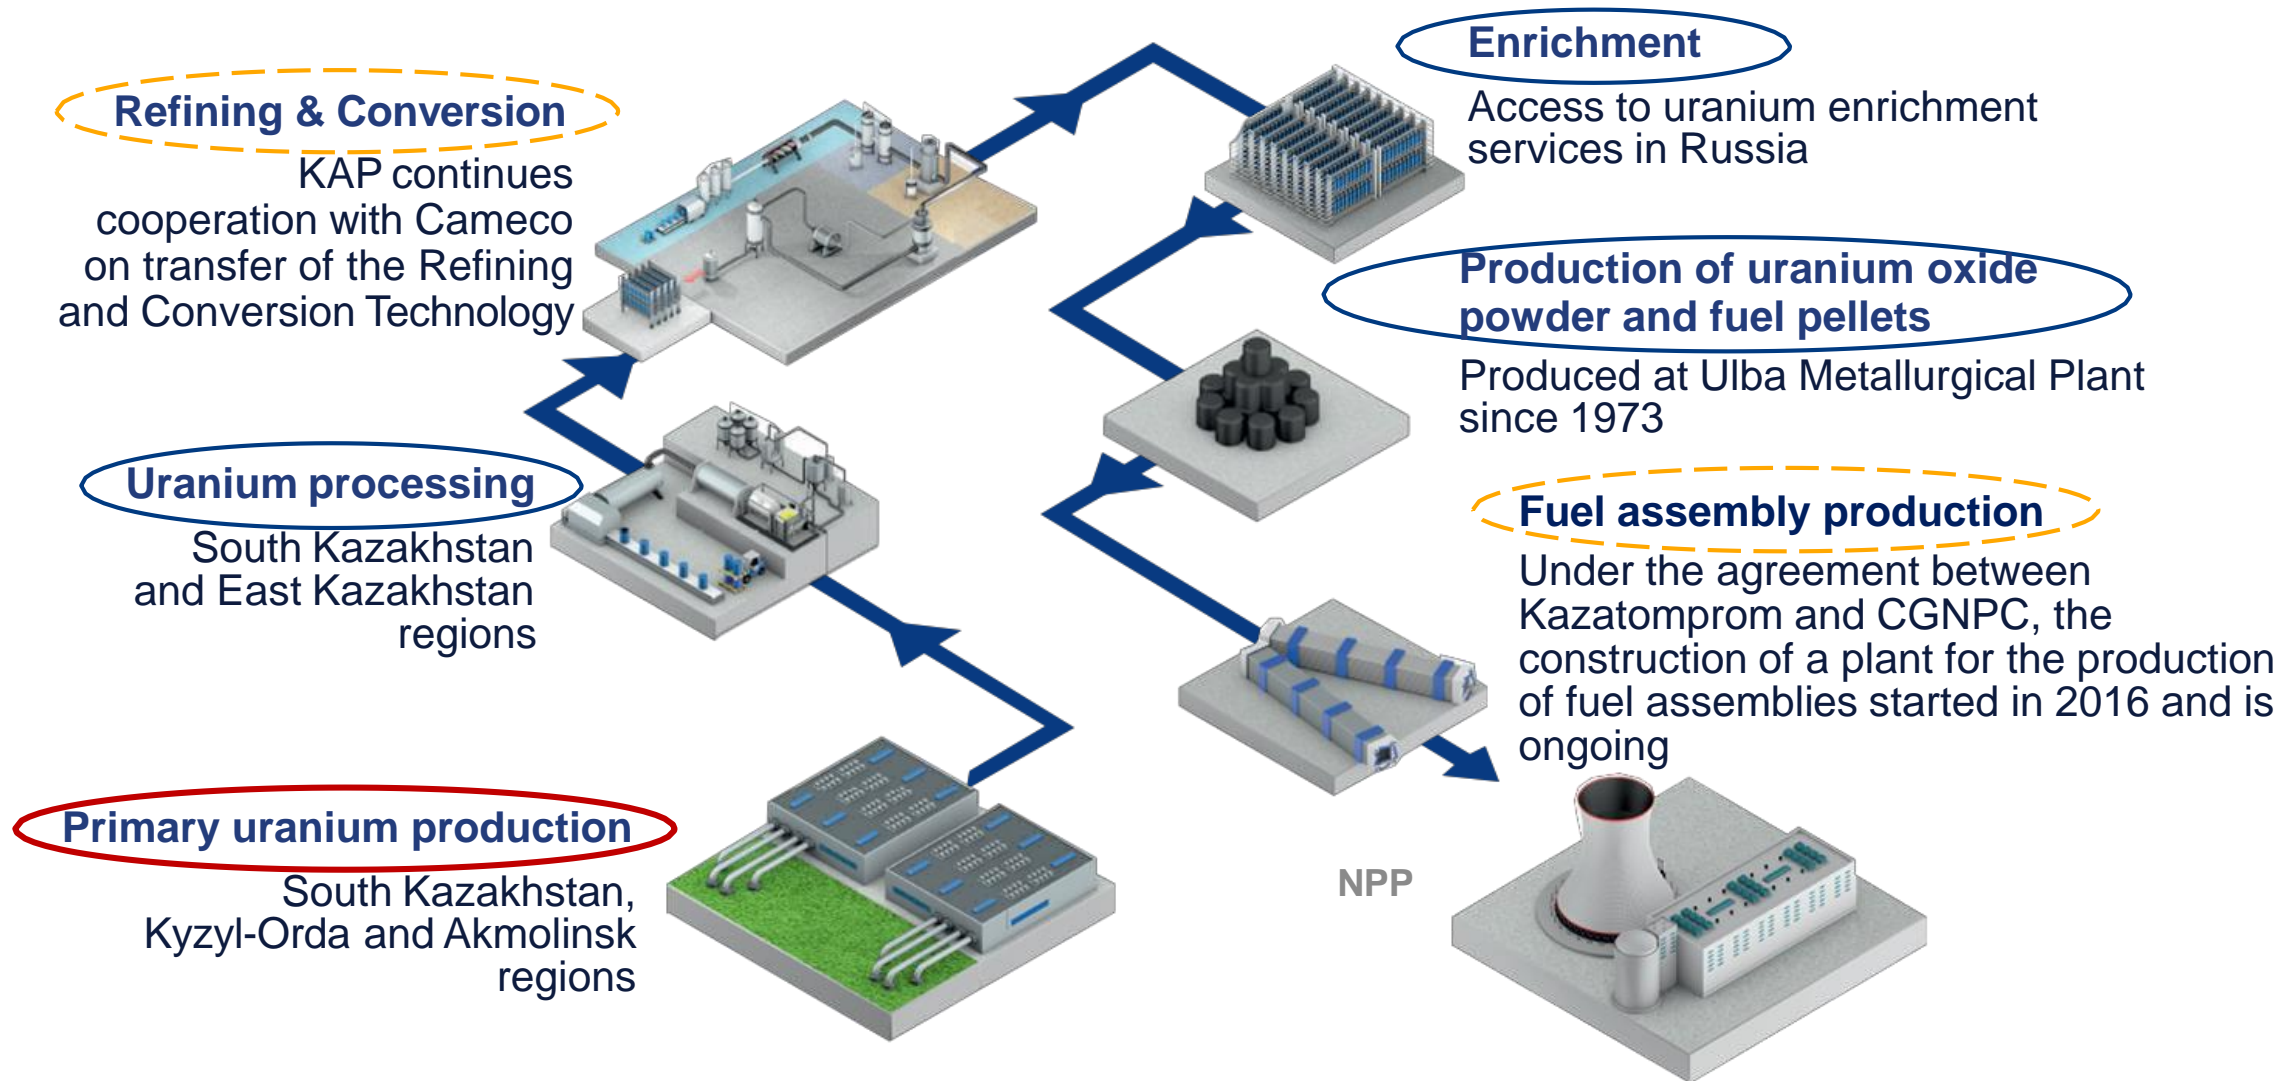 Refining & Conversion
KAP continues
cooperation with Cameco
on transfer of the Refining
and Conversion Technology
Uranium processing
South Kazakhstan
and East Kazakhstan
regions
Primary uranium production
South Kazakhstan,
Kyzyl-Orda and Akmolinsk
regions
Enrichment
Access to uranium enrichment
services in Russia
Production of uranium oxide
powder and fuel pellets
Produced at Ulba Metallurgical Plant
since 1973
Fuel assembly production
Under the agreement between
Kazatomprom and CGNPC, the
construction of a plant for the production
of fuel assemblies started in 2016 and is
ongoing
NPP